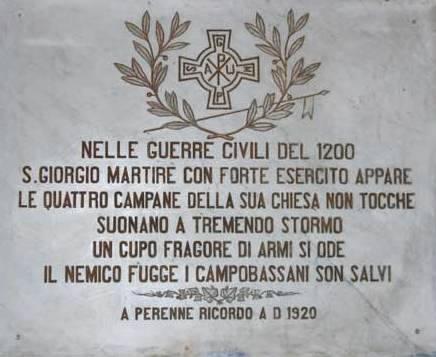 NELLE GUERRE CIVILI DEL 1200
S. GIORGIO MARTIRE CON FORTE ESERCITO APPARE
LE QUATTRO CAMPANE DELLA SUA CHIESA NON TOCCHE
SUONANO A TREMENDO STORMO
UN CUPO FRAGORE DI ARMI SI ODE
IL NEMICO FUGGE I CAMPOBASSANI SON SALVI
A PERENNE RICORDO A D 1920